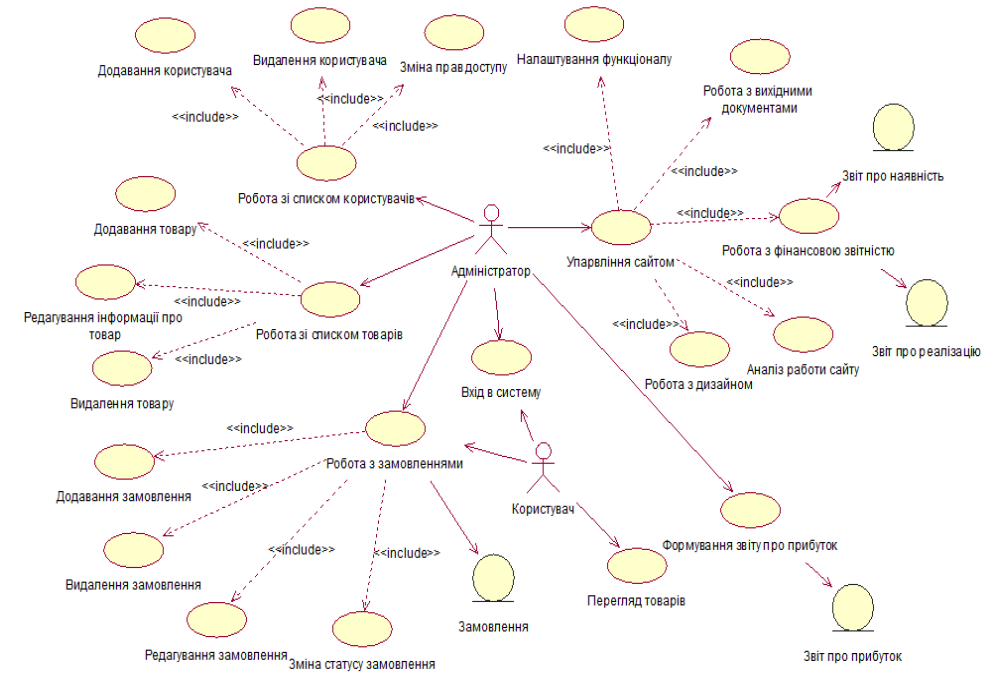 Додавання користувача
Видалення користувача
Зміна прав доступу
Налаштування функціоналу
Робота з вихідними
документами
<<include>>
<<include>>
<<include>>
<<include>>
<<include>>
Звіт про наявність
Робота зі списком користувачів
Додавання товару
<<include>>
<<include>>
Адміністратор
Упарвління сайтом
Робота з фінансовою звітністю
<<include>>
Редагування інформації про
товар
Робота зі списком товарів
<<include>>
<<include>>
<<include>>
Звіт про реалізацію
Видалення товару
Вхід в систему
Робота з дизайном
Аналіз работи сайту
<<include>>
Робота з замовленнями
Додавання замовлення
<<include>>
Користувач
Формування звіту про прибуток
<<include>>
<<include>>
Видалення замовлення
Перегляд товарів
Замовлення
Редагування замовлення
Зміна статусу замовлення
Звіт про прибуток